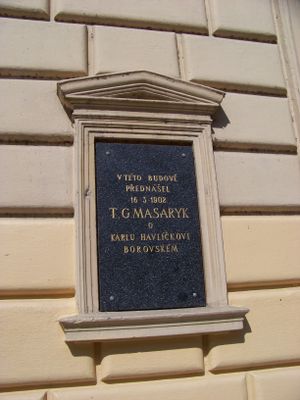 V TÉTO BUDOVĚ
PŘEDNÁŠEL
16 3 1902
T. G MASARYK
O
KARLU HAVLÍČKOVI
BOROVSKÉM